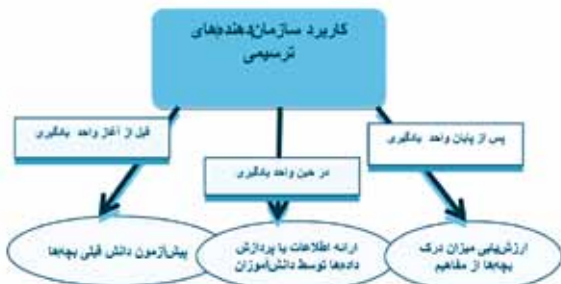 کاربرد سازمان‌دهنده‌های
ترسیمی
پس از پایان واحد یادگیری
در حین واحد یادگیری
قبل از آغاز واحد یادگیری
ارزش‌یابی میزان درک
بچه‌ها از مفاهیم
ارائه اطلاعات یا پردازش
داده‌ها توسط دانش‌آموزان
پیش‌آزمون دانش قبلی بچه‌ها